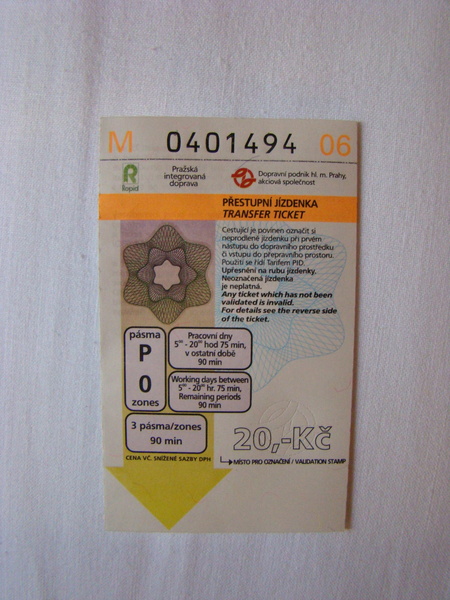 M 0401494 06
Ropid
Pražská
integrovaná
doprava
Dopravní podnik hl. m. Prahy,
akciová společnost
PŘESTUPNÍ JÍZDENKA
TRANSFER TICKET
Cestující je povinen označit si
neprodleně jízdenku při prvém
nástupu do dopravního prostředku
či vstupu do přepravního prostoru.
Použití se řídí Tarifem PID.
Upřesnění na rubu jízdenky.
Neoznačená jízdenka
je neplatná.
Any ticket which has not been
validated is invalid.
For details see the reverse side
of the ticket.
pásma
P
0
zones
Pracovní dny
5⁰⁰ - 20⁰⁰ hod 75 min,
v ostatní době
90 min
Working days between
5⁰⁰ - 20⁰⁰ hr. 75 min,
Remaining periods
90 min
3 pásma/zones
90 min
20,-Kč
CENA VČ. SNÍŽENÉ SAZBY DPH
MÍSTO PRO OZNAČENÍ / VALIDATION STAMP